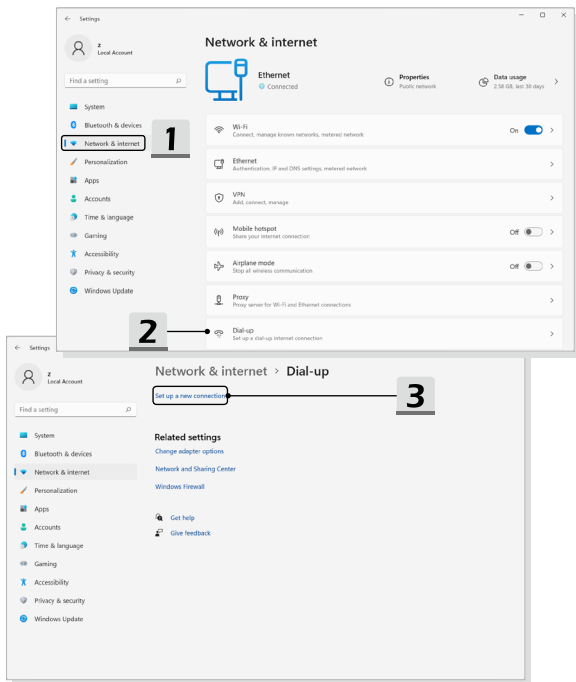 Settings
z
Local Account
Find a setting
System
Bluetooth & devices
Network & internet
Personalization
Apps
Accounts
Time & language
Gaming
Accessibility
Privacy & security
Windows Update
1
Network & internet
Ethernet
Connected
Properties
Public network
Data usage
2.58 GB, last 30 days
Wi-Fi
Connect, manage known networks, metered network
On
Ethernet
Authentication, IP and DNS settings, metered network
VPN
Add, connect, manage
Mobile hotspot
Share your internet connection
Off
Airplane mode
Stop all wireless communication
Off
Proxy
Proxy server for Wi-Fi and Ethernet connections
2
Dial-up
Set up a dial-up internet connection
Settings
z
Local Account
Find a setting
System
Bluetooth & devices
Network & internet
Personalization
Apps
Accounts
Time & language
Gaming
Accessibility
Privacy & security
Windows Update
Network & internet > Dial-up
Set up a new connection
3
Related settings
Change adapter options
Network and Sharing Center
Windows Firewall
Get help
Give feedback